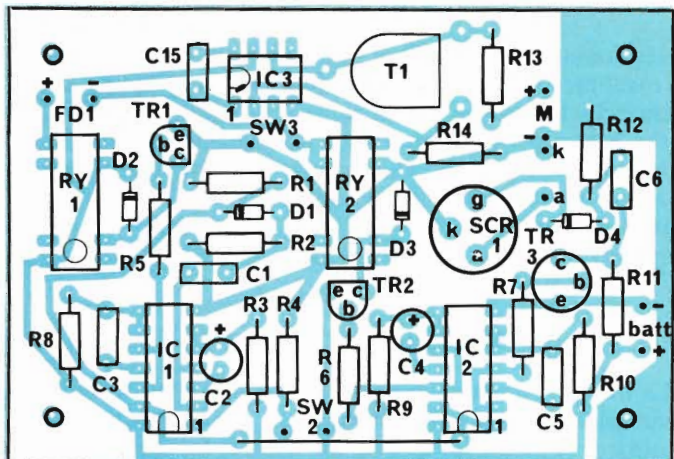 C15
IC3
1
T1
R13
+ -
FD1
TR1
e
b
c
SW3
+
M
-
k
R12
R14
D2
RY
1
R1
D1
R2
RY
2
D3
g
k
SCR
1
a
a
C6
D4
R5
C1
TR2
e c
b
TR
3
c
b
e
R11
-
batt
+
R8
C3
IC
1
1
+
C2
R3
R4
R
6
R9
+
C4
IC
2
1
R7
C5
R10
SW
2